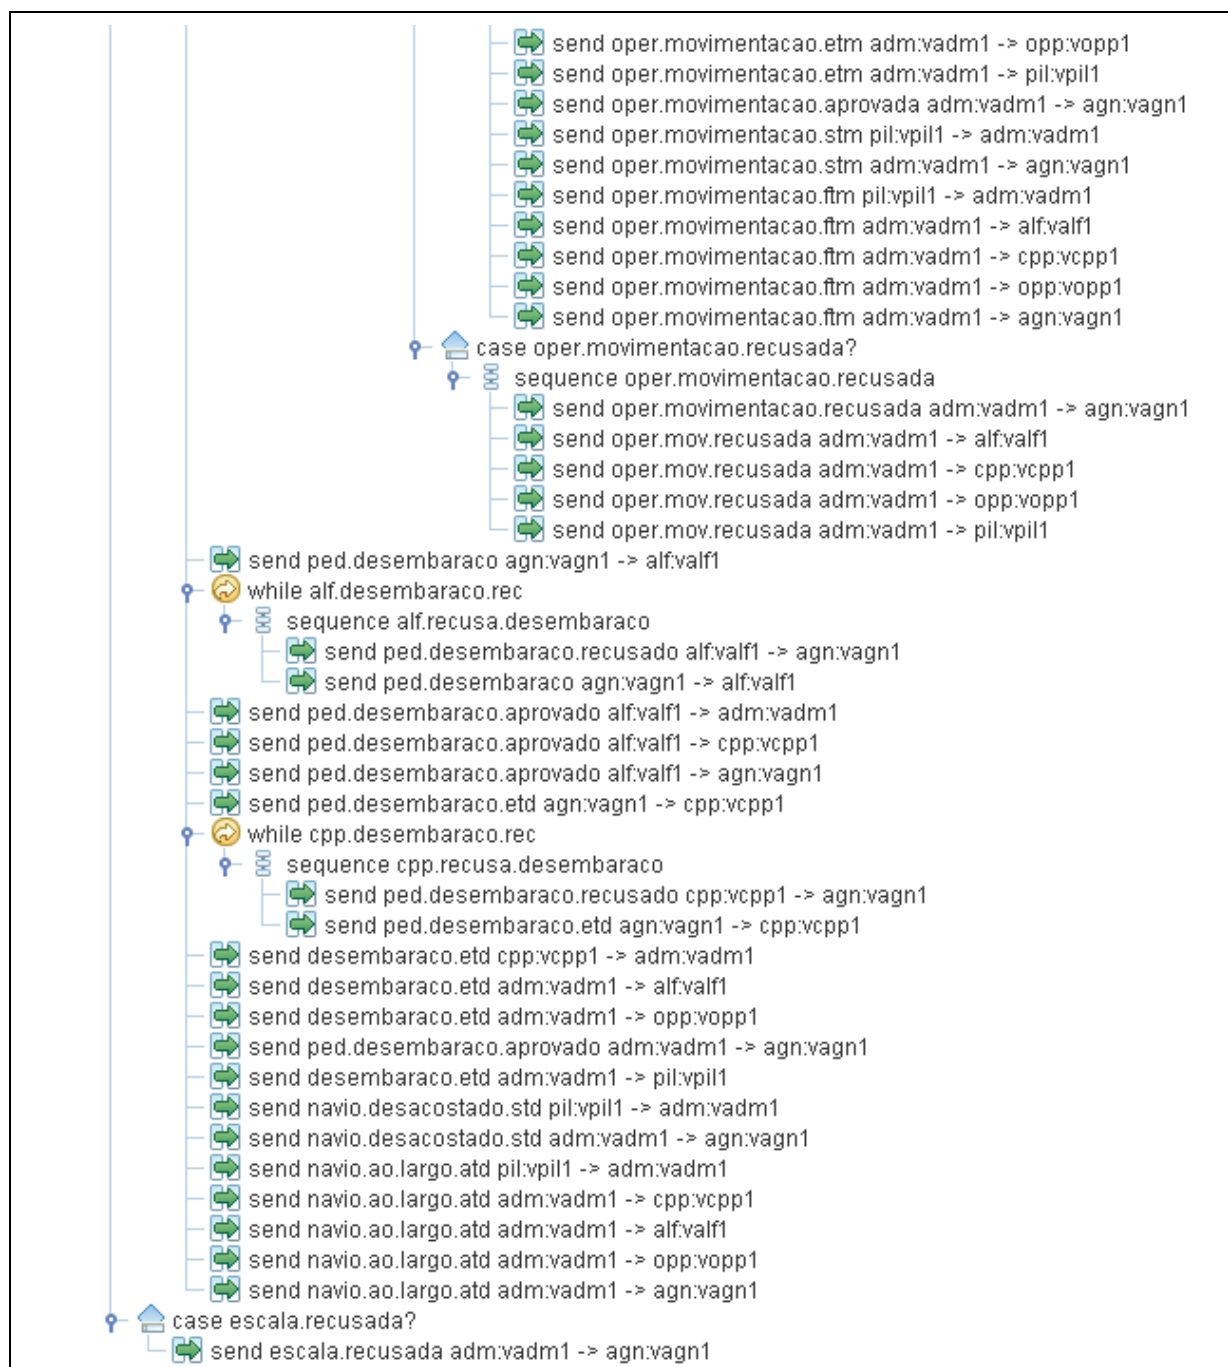 send oper.movimentacao.etm adm:vadm1 -> opp:vopp1
send oper.movimentacao.etm adm:vadm1 -> pil:vpil1
send oper.movimentacao.aprovada adm:vadm1 -> agn:vagn1
send oper.movimentacao.stm pil:vpil1 -> adm:vadm1
send oper.movimentacao.stm adm:vadm1 -> agn:vagn1
send oper.movimentacao.ftm pil:vpil1 -> adm:vadm1
send oper.movimentacao.ftm adm:vadm1 -> alf:valf1
send oper.movimentacao.ftm adm:vadm1 -> cpp:vcpp1
send oper.movimentacao.ftm adm:vadm1 -> opp:vopp1
send oper.movimentacao.ftm adm:vadm1 -> agn:vagn1
case oper.movimentacao.recusada?
sequence oper.movimentacao.recusada
send oper.movimentacao.recusada adm:vadm1 -> agn:vagn1
send oper.mov.recusada adm:vadm1 -> alf:valf1
send oper.mov.recusada adm:vadm1 -> cpp:vcpp1
send oper.mov.recusada adm:vadm1 -> opp:vopp1
send oper.mov.recusada adm:vadm1 -> pil:vpil1
send ped.desembaraco agn:vagn1 -> alf:valf1
while alf.desembaraco.rec
sequence alf.recusa.desembaraco
send ped.desembaraco.recusado alf:valf1 -> agn:vagn1
send ped.desembaraco agn:vagn1 -> alf:valf1
send ped.desembaraco.aprovado alf:valf1 -> adm:vadm1
send ped.desembaraco.aprovado alf:valf1 -> cpp:vcpp1
send ped.desembaraco.aprovado alf:valf1 -> agn:vagn1
send ped.desembaraco.etd agn:vagn1 -> cpp:vcpp1
while cpp.desembaraco.rec
sequence cpp.recusa.desembaraco
send ped.desembaraco.recusado cpp:vcpp1 -> agn:vagn1
send ped.desembaraco.etd agn:vagn1 -> cpp:vcpp1
send desembaraco.etd cpp:vcpp1 -> adm:vadm1
send desembaraco.etd adm:vadm1 -> alf:valf1
send desembaraco.etd adm:vadm1 -> opp:vopp1
send ped.desembaraco.aprovado adm:vadm1 -> agn:vagn1
send desembaraco.etd adm:vadm1 -> pil:vpil1
send navio.desacostado.std pil:vpil1 -> adm:vadm1
send navio.desacostado.std adm:vadm1 -> agn:vagn1
send navio.ao.largo.atd pil:vpil1 -> adm:vadm1
send navio.ao.largo.atd adm:vadm1 -> cpp:vcpp1
send navio.ao.largo.atd adm:vadm1 -> alf:valf1
send navio.ao.largo.atd adm:vadm1 -> opp:vopp1
send navio.ao.largo.atd adm:vadm1 -> agn:vagn1
case escala.recusada?
send escala.recusada adm:vadm1 -> agn:vagn1